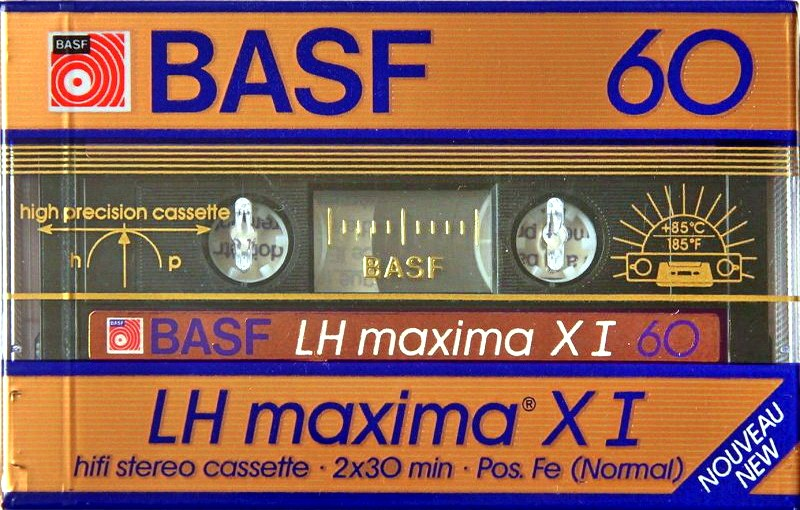 BASF
BASF 60
high precision cassette
h p
BASF
+85°C
185°F
BASF
BASF LH maxima X I 60
LH maxima® X I
hifi stereo cassette · 2x30 min · Pos. Fe (Normal)
NOUVEAU
NEW